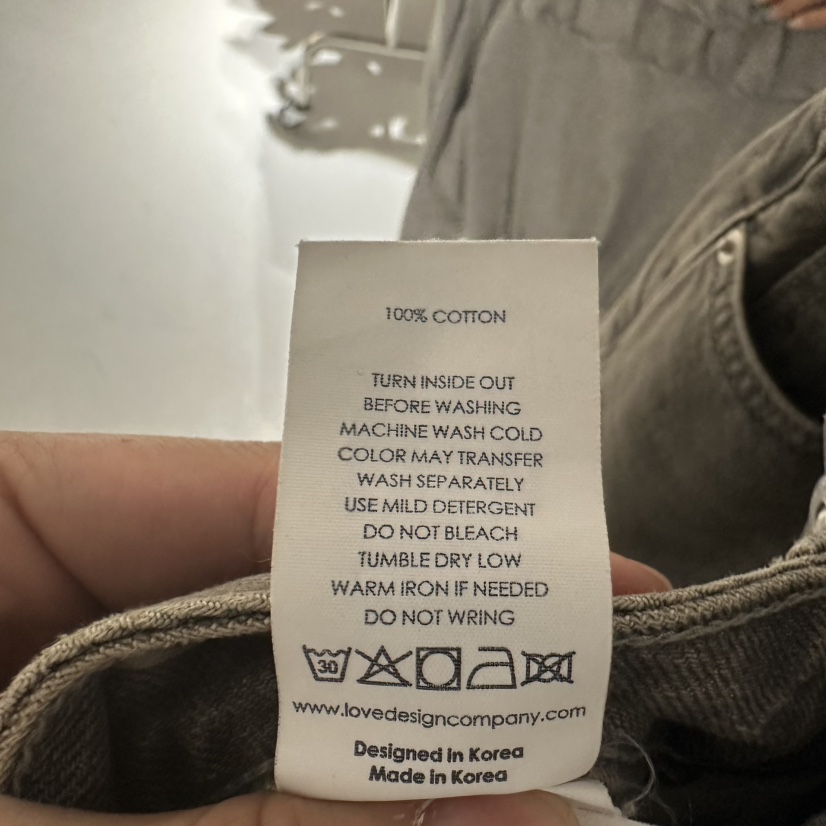 100% COTTON
TURN INSIDE OUT
BEFORE WASHING
MACHINE WASH COLD
COLOR MAY TRANSFER
WASH SEPARATELY
USE MILD DETERGENT
DO NOT BLEACH
TUMBLE DRY LOW
WARM IRON IF NEEDED
DO NOT WRING
30
www.lovedesigncompany.com
Designed in Korea
Made in Korea